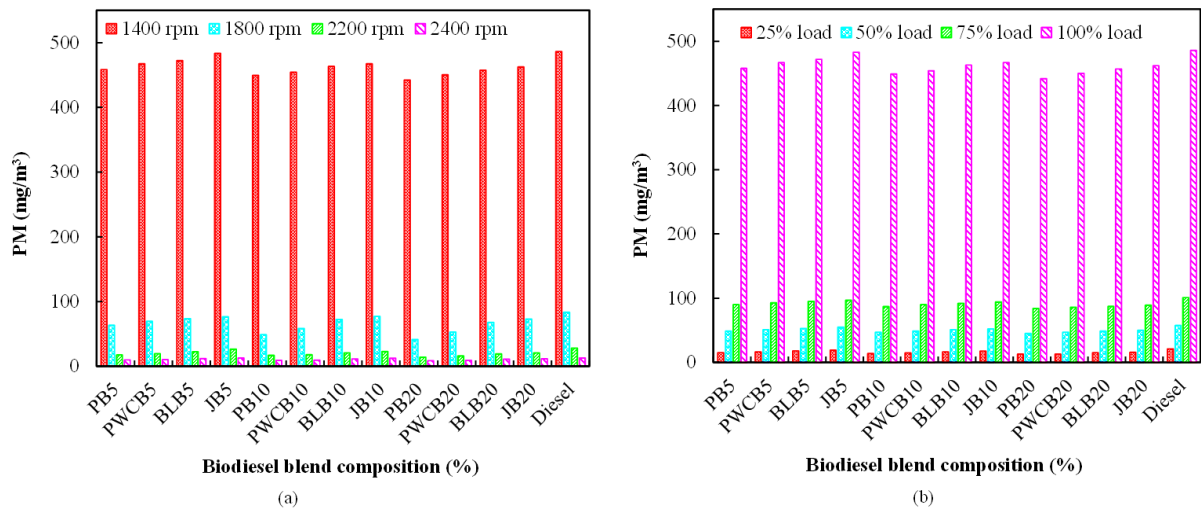 1400 rpm 1800 rpm 2200 rpm 2400 rpm
500
400
300
200
100
0
PM (mg/m³)
PB5 PWCB5 BLB5 JB5 PB10 PWCB10 BLB10 JB10 PB20 PWCB20 BLB20 JB20 Diesel
Biodiesel blend composition (%)
(a)
25% load 50% load 75% load 100% load
500
400
300
200
100
0
PM (mg/m³)
PB5 PWCB5 BLB5 JB5 PB10 PWCB10 BLB10 JB10 PB20 PWCB20 BLB20 JB20 Diesel
Biodiesel blend composition (%)
(b)